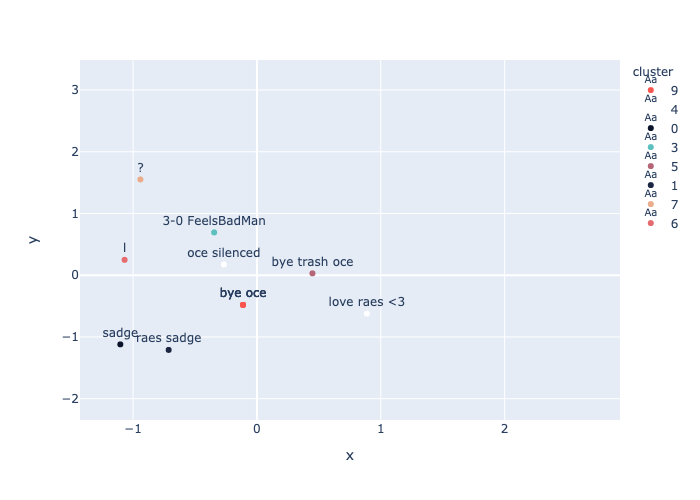 cluster
Aa 9
Aa 4
Aa 0
Aa 3
Aa 5
Aa 1
Aa 7
Aa 6
3
2
1
0
−1
−2
y
?
3-0 FeelsBadMan
l
oce silenced
bye trash oce
bye oce
love raes <3
sadge
raes sadge
−1
0
1
2
x